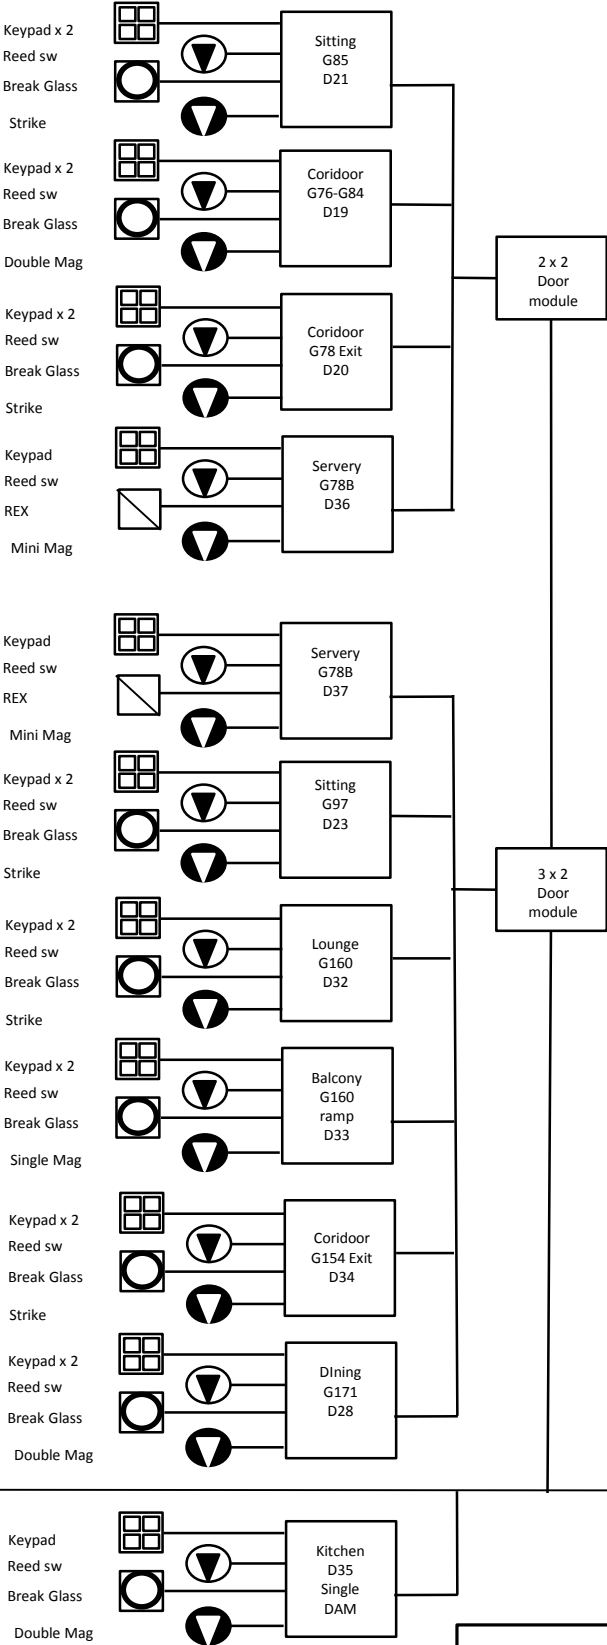 Keypad x 2
Reed sw
Break Glass
Strike
Sitting
G85
D21
Keypad x 2
Reed sw
Break Glass
Double Mag
Coridoor
G76-G84
D19
2 x 2
Door
module
Keypad x 2
Reed sw
Break Glass
Strike
Coridoor
G78 Exit
D20
Keypad
Reed sw
REX
Mini Mag
Servery
G78B
D36
Keypad
Reed sw
REX
Mini Mag
Servery
G78B
D37
Keypad x 2
Reed sw
Break Glass
Strike
Sitting
G97
D23
3 x 2
Door
module
Keypad x 2
Reed sw
Break Glass
Strike
Lounge
G160
D32
Keypad x 2
Reed sw
Break Glass
Single Mag
Balcony
G160
ramp
D33
Keypad x 2
Reed sw
Break Glass
Strike
Coridoor
G154 Exit
D34
Keypad x 2
Reed sw
Break Glass
Double Mag
DIning
G171
D28
Keypad
Reed sw
Break Glass
Double Mag
Kitchen
D35
Single
DAM